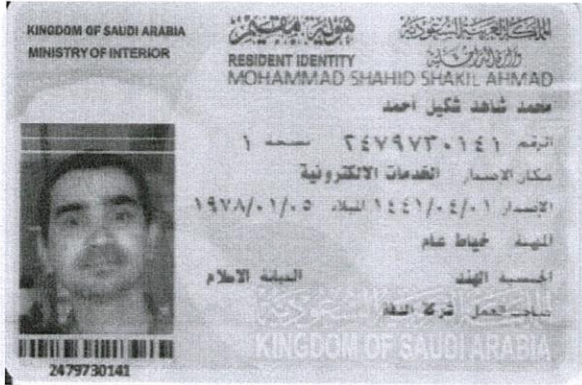 KINGDOM OF SAUDI ARABIA
MINISTRY OF INTERIOR
المملكة العربية السعودية
وزارة الداخلية
هوية مقيم
RESIDENT IDENTITY
MOHAMMAD SHAHID SHAKIL AHMAD
محمد شاهد شكيل احمد
الرقم ٢٤٧٩٧٣٠١٤١ نسخة ١
مكان الاصدار الخدمات الالكترونية
الإصدار ١٤٤١/٠٤/٠١ الميلاد ١٩٧٨/٠١/٠٥
المهنة خياط عام
الجنسية الهند الديانة الاسلام
صاحب العمل شركة
KINGDOM OF SAUDI ARABIA
2479730141